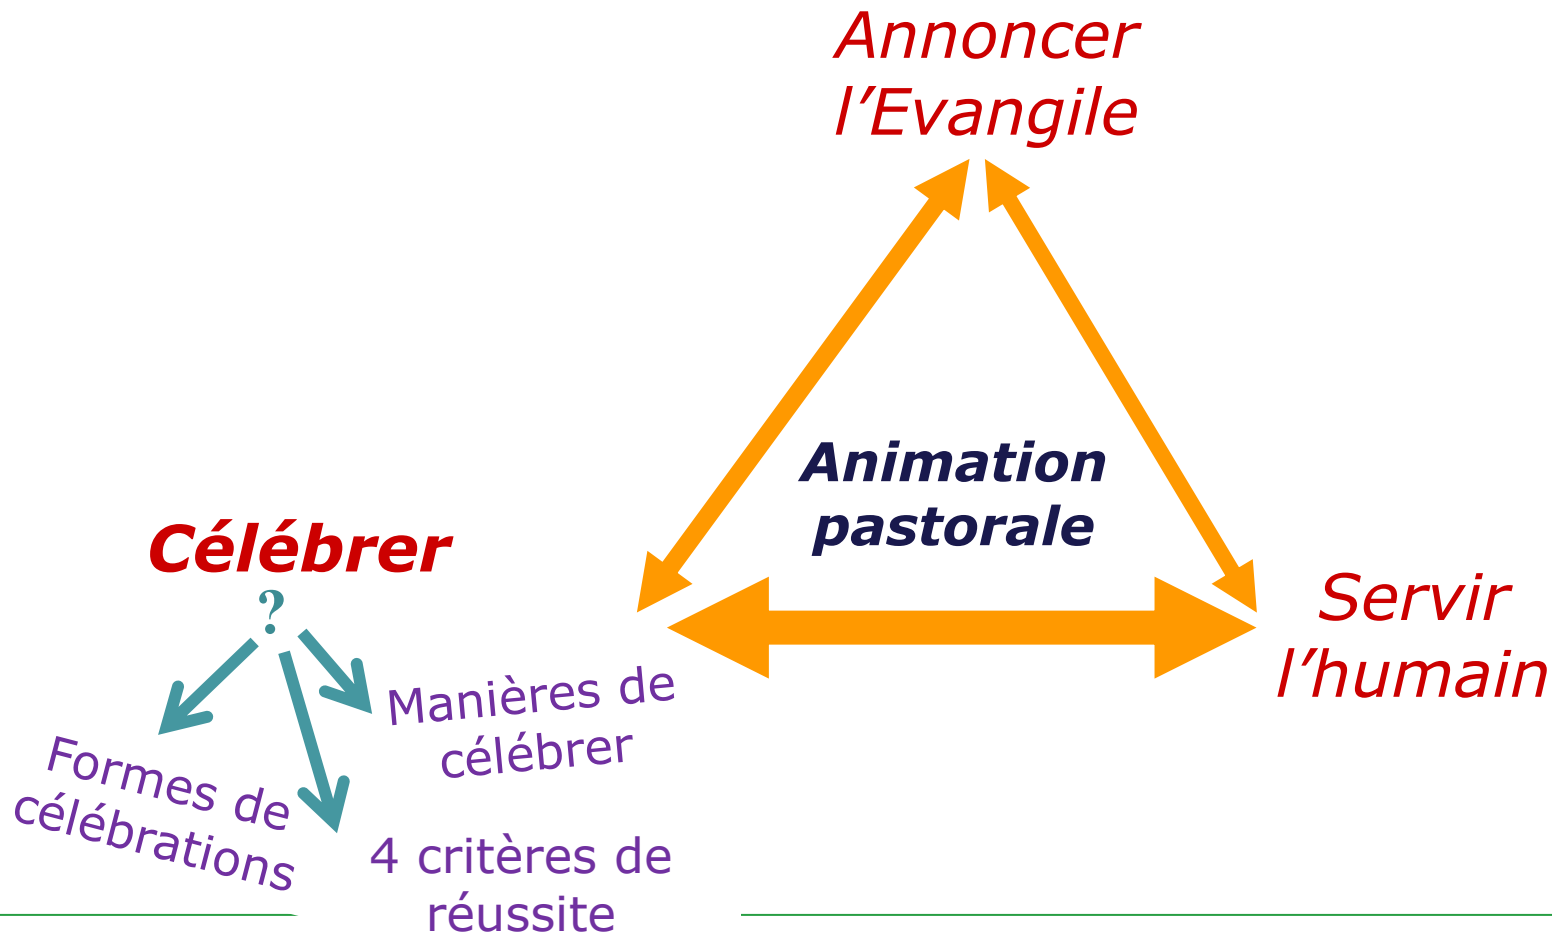 Annoncer
l’Evangile
Animation
pastorale
Célébrer
?
Servir
l’humain
Manières de
célébrer
Formes de
célébrations
4 critères de
réussite